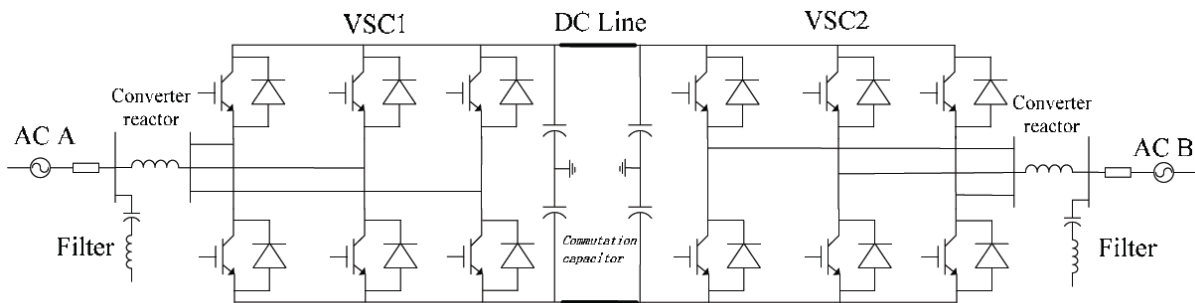 VSC1
DC Line
VSC2
Converter
reactor
AC A
Filter
Commutation
capacitor
Converter
reactor
AC B
Filter